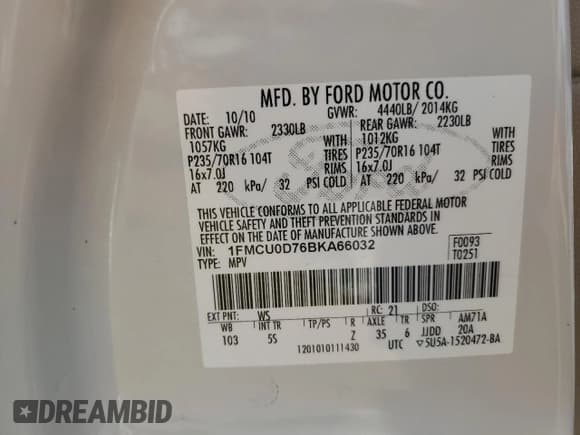 MFD. BY FORD MOTOR CO.
DATE: 10/10 GVWR: 4440LB/ 2014KG
FRONT GAWR: 2330LB REAR GAWR: 2230LB
1057KG WITH 1012KG WITH
P235/70R16 104T TIRES P235/70R16 104T TIRES
16x7.0J RIMS 16x7.0J RIMS
AT 220 kPa/ 32 PSI COLD AT 220 kPa/ 32 PSI COLD
THIS VEHICLE CONFORMS TO ALL APPLICABLE FEDERAL MOTOR
VEHICLE SAFETY AND THEFT PREVENTION STANDARDS IN
EFFECT ON THE DATE OF MANUFACTURE SHOWN ABOVE.
VIN: 1FMCU0D76BKA66032 F0093
TYPE: MPV T0251
EXT PNT: WS RC: 21 DSO:
WB INT TR TP/PS R AXLE TR SPR AM71A
103 5S Z 35 6 JJDD 20A
1201010111430 UTC ▽5U5A-1520472-BA
DREAMBID